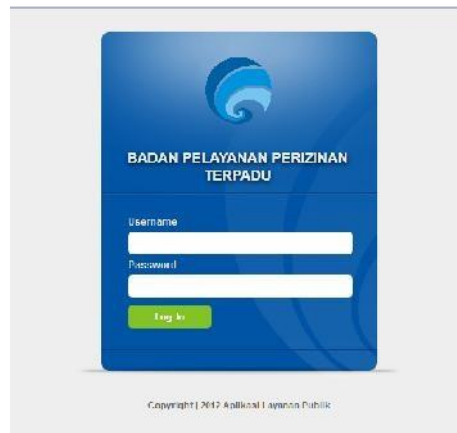 BADAN PELAYANAN PERIZINAN
TERPADU
Username
Password
Log In
Copyright | 2012 Aplikasi Layanan Publik